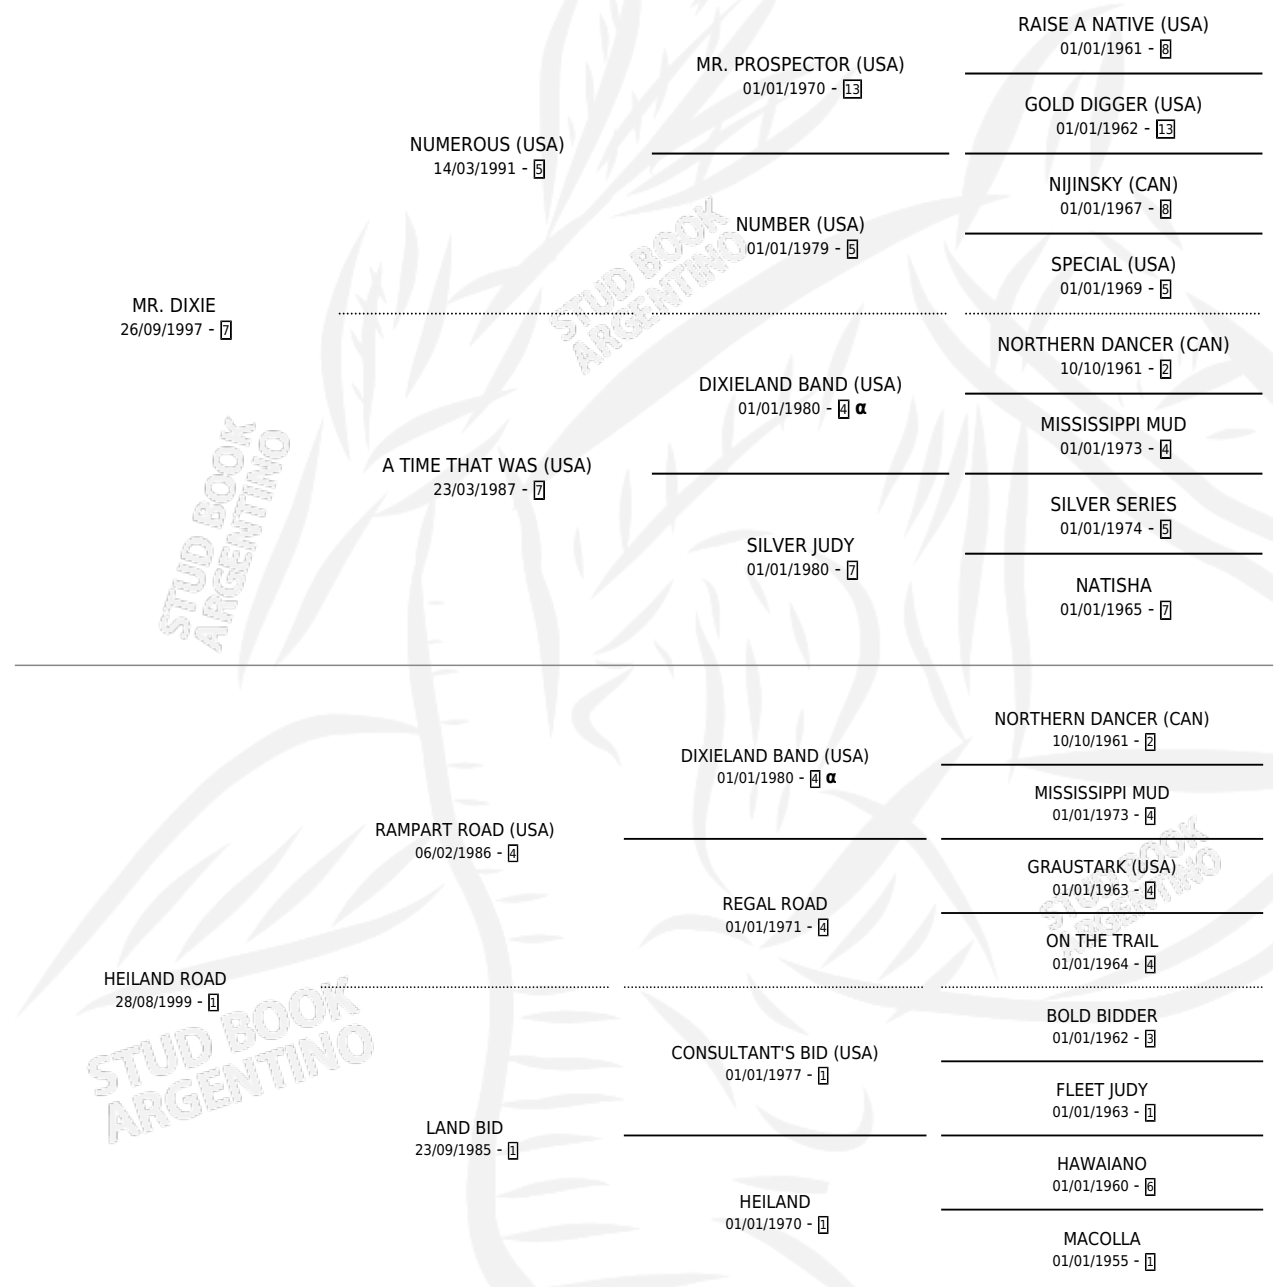 RAISE A NATIVE (USA)
01/01/1961 - 8
MR. PROSPECTOR (USA)
01/01/1970 - 13
GOLD DIGGER (USA)
01/01/1962 - 13
NUMEROUS (USA)
14/03/1991 - 5
NIJINSKY (CAN)
01/01/1967 - 8
NUMBER (USA)
01/01/1979 - 5
SPECIAL (USA)
01/01/1969 - 5
MR. DIXIE
26/09/1997 - 7
NORTHERN DANCER (CAN)
10/10/1961 - 2
DIXIELAND BAND (USA)
01/01/1980 - 4 α
MISSISSIPPI MUD
01/01/1973 - 4
A TIME THAT WAS (USA)
23/03/1987 - 7
SILVER SERIES
01/01/1974 - 5
SILVER JUDY
01/01/1980 - 7
NATISHA
01/01/1965 - 7
NORTHERN DANCER (CAN)
10/10/1961 - 2
DIXIELAND BAND (USA)
01/01/1980 - 4 α
MISSISSIPPI MUD
01/01/1973 - 4
RAMPART ROAD (USA)
06/02/1986 - 4
GRAUSTARK (USA)
01/01/1963 - 4
REGAL ROAD
01/01/1971 - 4
ON THE TRAIL
01/01/1964 - 4
HEILAND ROAD
28/08/1999 - 1
BOLD BIDDER
01/01/1962 - 3
CONSULTANT'S BID (USA)
01/01/1977 - 1
FLEET JUDY
01/01/1963 - 1
LAND BID
23/09/1985 - 1
HAWAIANO
01/01/1960 - 6
HEILAND
01/01/1970 - 1
MACOLLA
01/01/1955 - 1
STUD BOOK
ARGENTINO
STUD BOOK
ARGENTINO
STUD BOOK
ARGENTINO
STUD BOOK
ARGENTINO